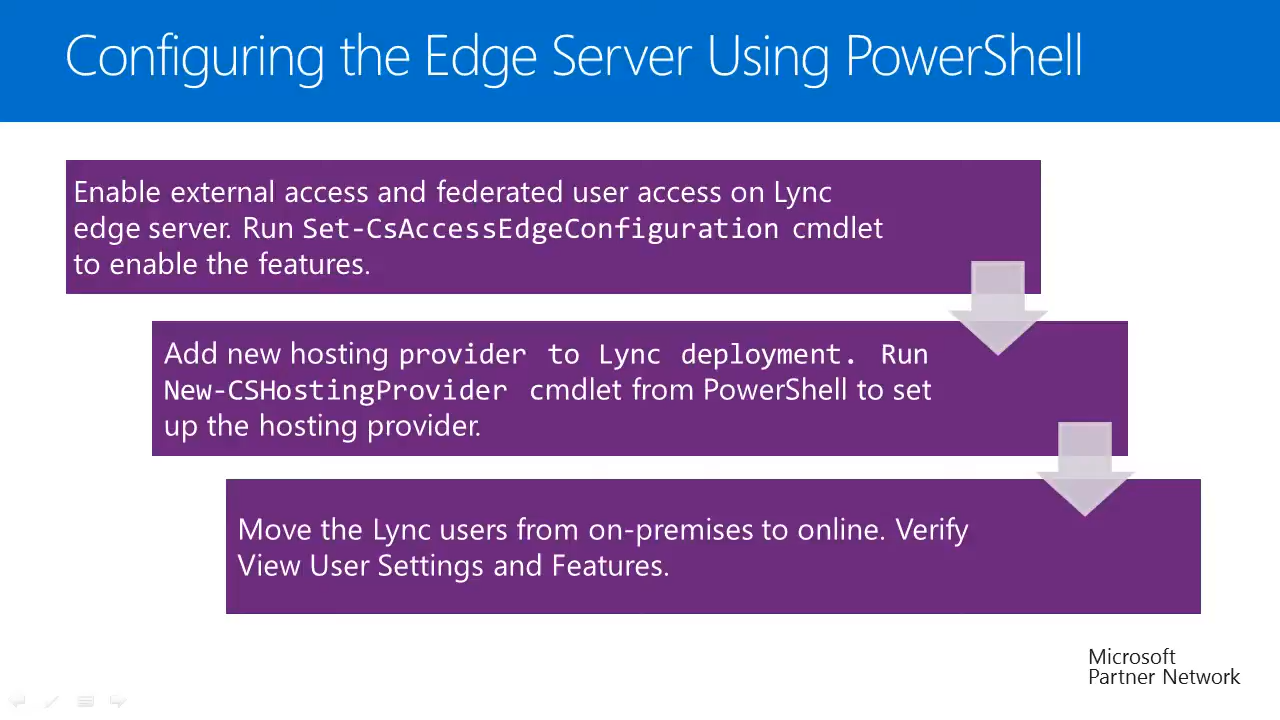 Configuring the Edge Server Using PowerShell
Enable external access and federated user access on Lync
edge server. Run Set-CsAccessEdgeConfiguration cmdlet
to enable the features.
Add new hosting provider to Lync deployment. Run
New-CSHostingProvider cmdlet from PowerShell to set
up the hosting provider.
Move the Lync users from on-premises to online. Verify
View User Settings and Features.
Microsoft
Partner Network